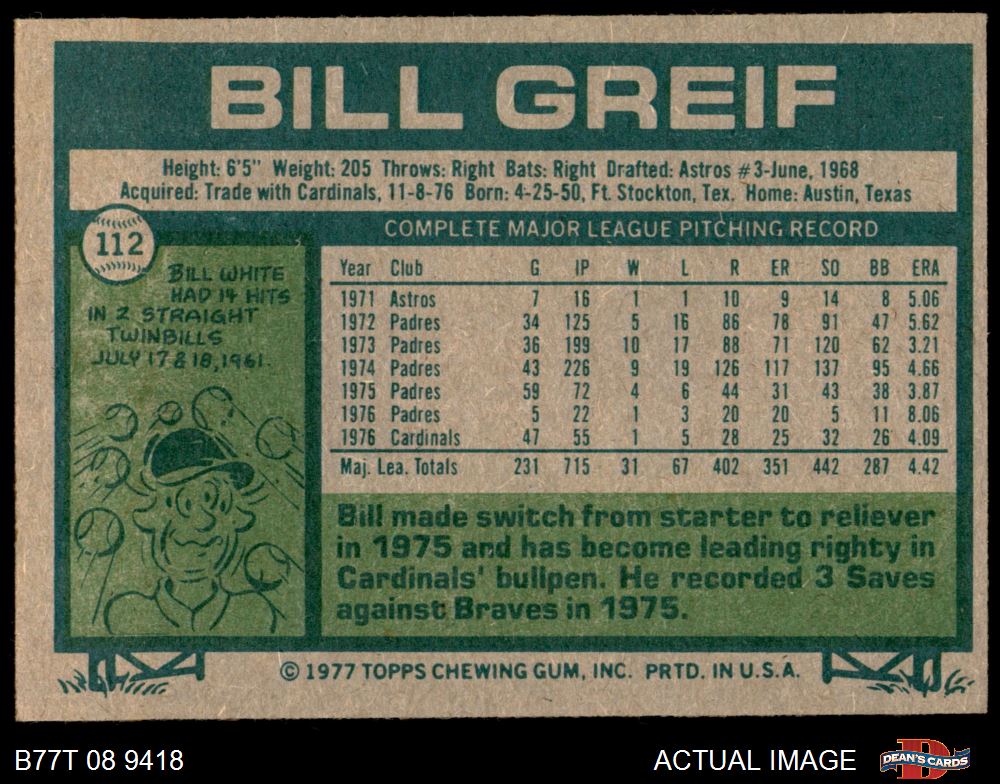 BILL GREIF
Height: 6'5" Weight: 205 Throws: Right Bats: Right Drafted: Astros #3-June, 1968
Acquired: Trade with Cardinals, 11-8-76 Born: 4-25-50, Ft. Stockton, Tex. Home: Austin, Texas
112
BILL WHITE
HAD 14 HITS
IN 2 STRAIGHT
TWINBILLS
JULY 17 & 18, 1961.
COMPLETE MAJOR LEAGUE PITCHING RECORD
Year Club G IP W L R ER SO BB ERA
1971 Astros 7 16 1 1 10 9 14 8 5.06
1972 Padres 34 125 5 16 86 78 91 47 5.62
1973 Padres 36 199 10 17 88 71 120 62 3.21
1974 Padres 43 226 9 19 126 117 137 95 4.66
1975 Padres 59 72 4 6 44 31 43 38 3.87
1976 Padres 5 22 1 3 20 20 5 11 8.06
1976 Cardinals 47 55 1 5 28 25 32 26 4.09
Maj. Lea. Totals 231 715 31 67 402 351 442 287 4.42
Bill made switch from starter to reliever
in 1975 and has become leading righty in
Cardinals' bullpen. He recorded 3 Saves
against Braves in 1975.
© 1977 TOPPS CHEWING GUM, INC. PRTD. IN U.S.A.
B77T 08 9418
ACTUAL IMAGE
DEAN'S CARDS